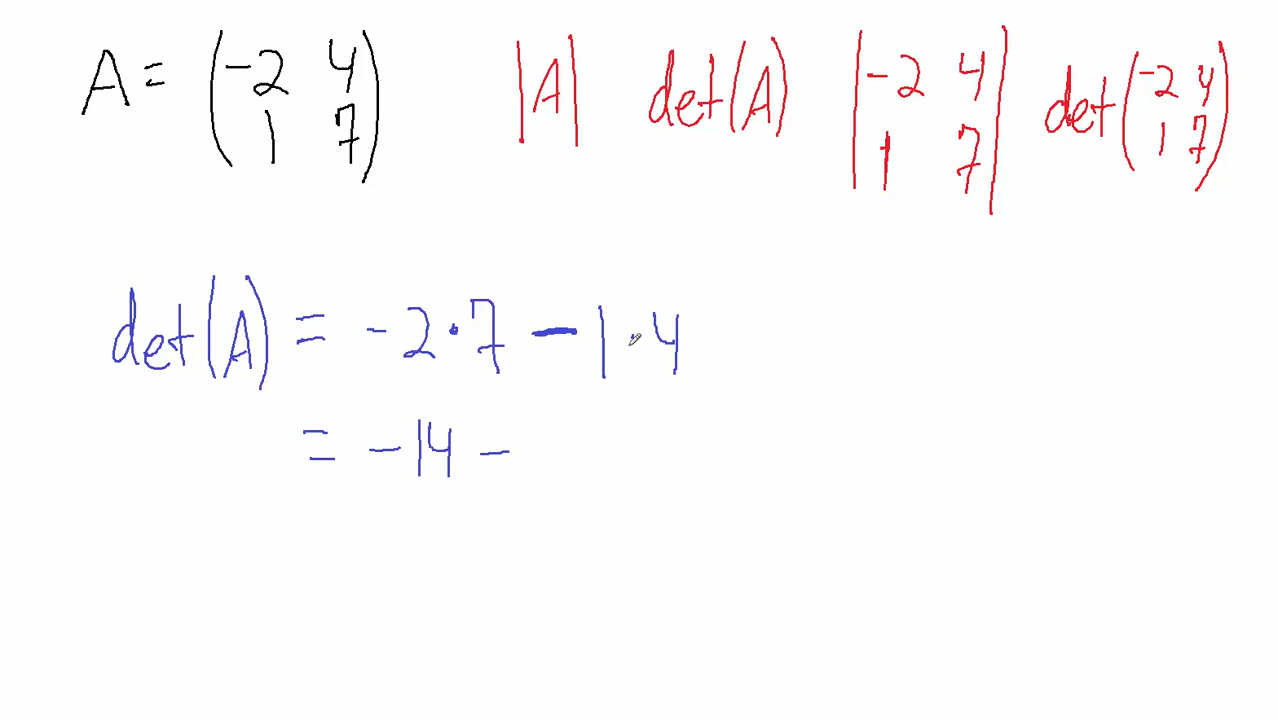 A = (-2 4 |A| det(A) |-2 4| det(-2 4
1 7) 1 7 1 7)
det(A) = -2·7 - 1·4
= -14 -